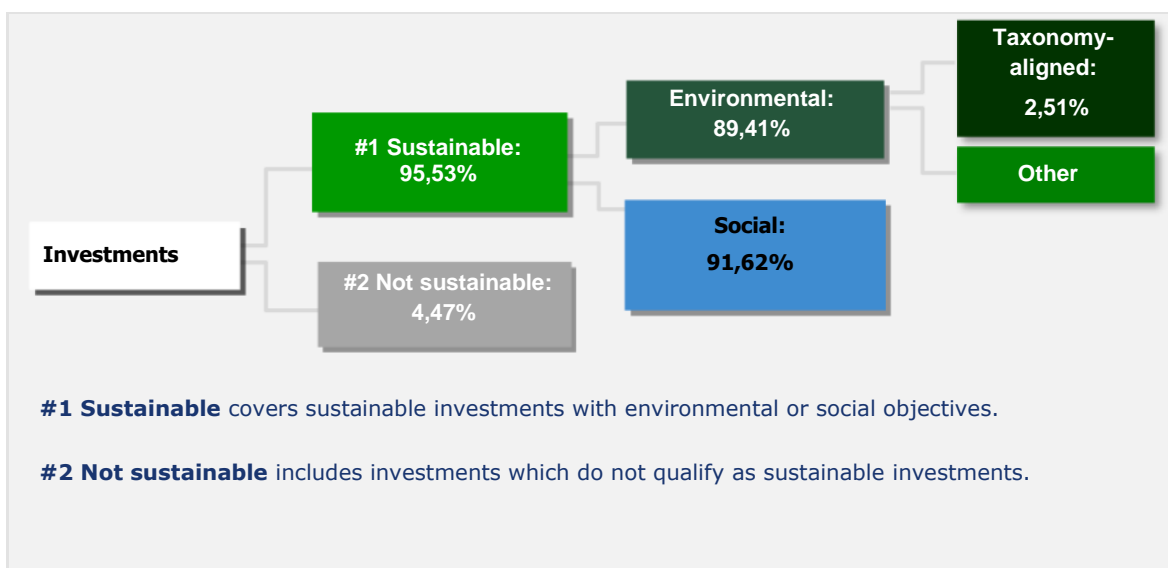 Taxonomy-
aligned:
2,51%
Environmental:
89,41%
#1 Sustainable:
95,53%
Other
Social:
91,62%
Investments
#2 Not sustainable:
4,47%
#1 Sustainable covers sustainable investments with environmental or social objectives.
#2 Not sustainable includes investments which do not qualify as sustainable investments.